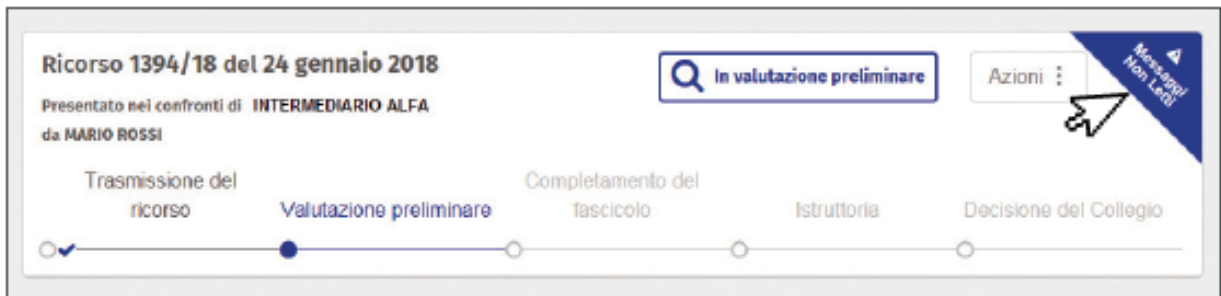 Ricorso 1394/18 del 24 gennaio 2018
In valutazione preliminare
Azioni
Messaggi
Non Letti
Presentato nei confronti di INTERMEDIARIO ALFA
da MARIO ROSSI
Trasmissione del
ricorso
Valutazione preliminare
Completamento del
fascicolo
Istruttoria
Decisione del Collegio